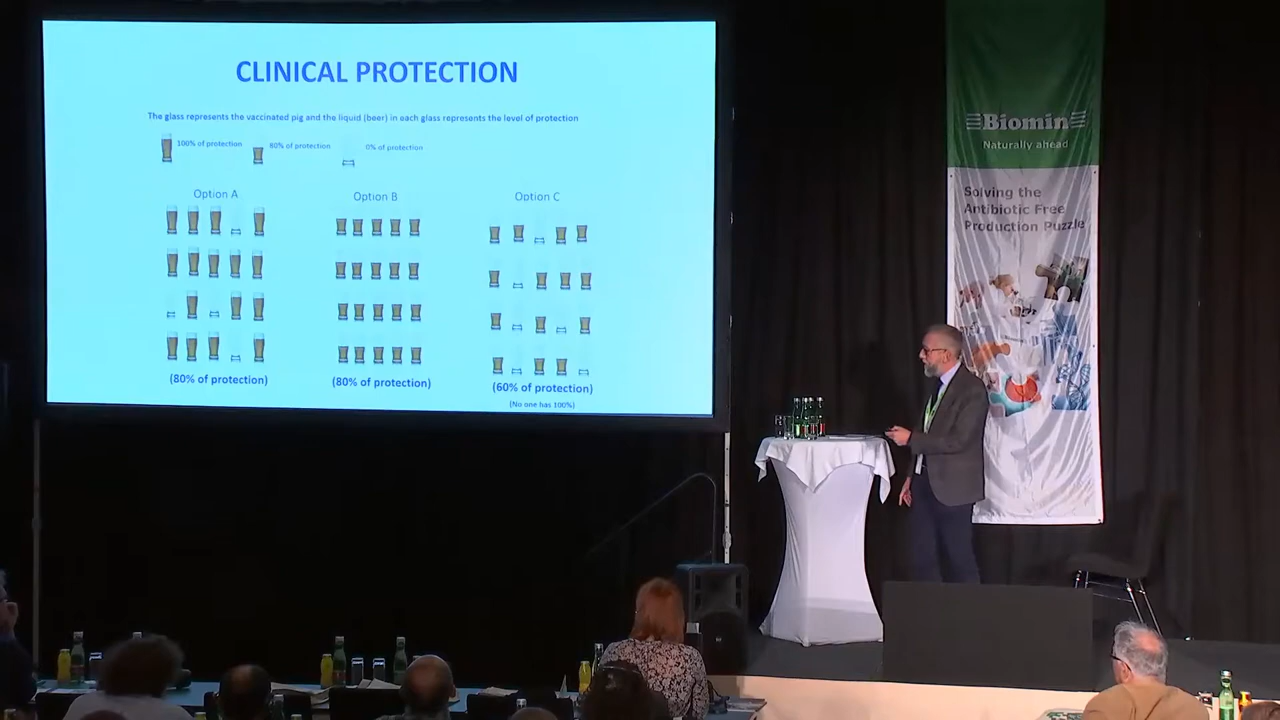 CLINICAL PROTECTION
The glass represents the vaccinated pig and the liquid (beer) in each glass represents the level of protection
100% of protection
80% of protection
0% of protection
Option A
Option B
Option C
(80% of protection)
(80% of protection)
(60% of protection)
(No one has 100%)
Biomin
Naturally ahead
Solving the
Antibiotic Free
Production Puzzle